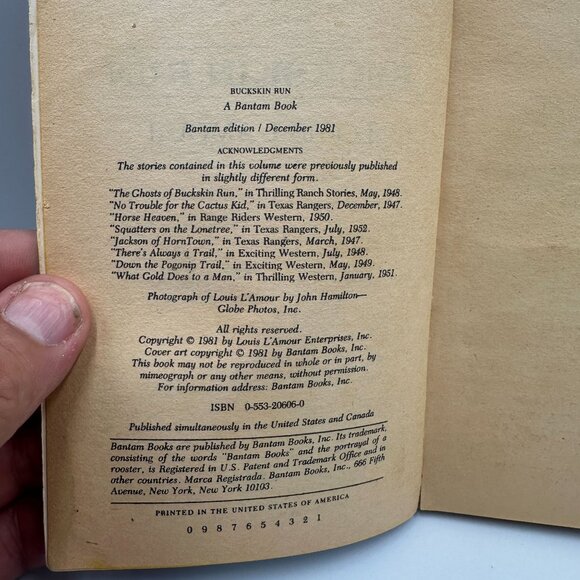 BUCKSKIN RUN
A Bantam Book
Bantam edition / December 1981
ACKNOWLEDGMENTS
The stories contained in this volume were previously published
in slightly different form.
"The Ghosts of Buckskin Run," in Thrilling Ranch Stories, May, 1948.
"No Trouble for the Cactus Kid," in Texas Rangers, December, 1947.
"Horse Heaven," in Range Riders Western, 1950.
"Squatters on the Lonetree," in Texas Rangers, July, 1952.
"Jackson of HornTown," in Texas Rangers, March, 1947.
"There's Always a Trail," in Exciting Western, July, 1948.
"Down the Pogonip Trail," in Exciting Western, May, 1949.
"What Gold Does to a Man," in Thrilling Western, January, 1951.
Photograph of Louis L'Amour by John Hamilton—
Globe Photos, Inc.
All rights reserved.
Copyright © 1981 by Louis L'Amour Enterprises, Inc.
Cover art copyright © 1981 by Bantam Books, Inc.
This book may not be reproduced in whole or in part, by
mimeograph or any other means, without permission.
For information address: Bantam Books, Inc.
ISBN 0-553-20606-0
Published simultaneously in the United States and Canada
Bantam Books are published by Bantam Books, Inc. Its trademark,
consisting of the words "Bantam Books" and the portrayal of a
rooster, is Registered in U.S. Patent and Trademark Office and in
other countries. Marca Registrada. Bantam Books, Inc., 666 Fifth
Avenue, New York, New York 10103.
PRINTED IN THE UNITED STATES OF AMERICA
0 9 8 7 6 5 4 3 2 1